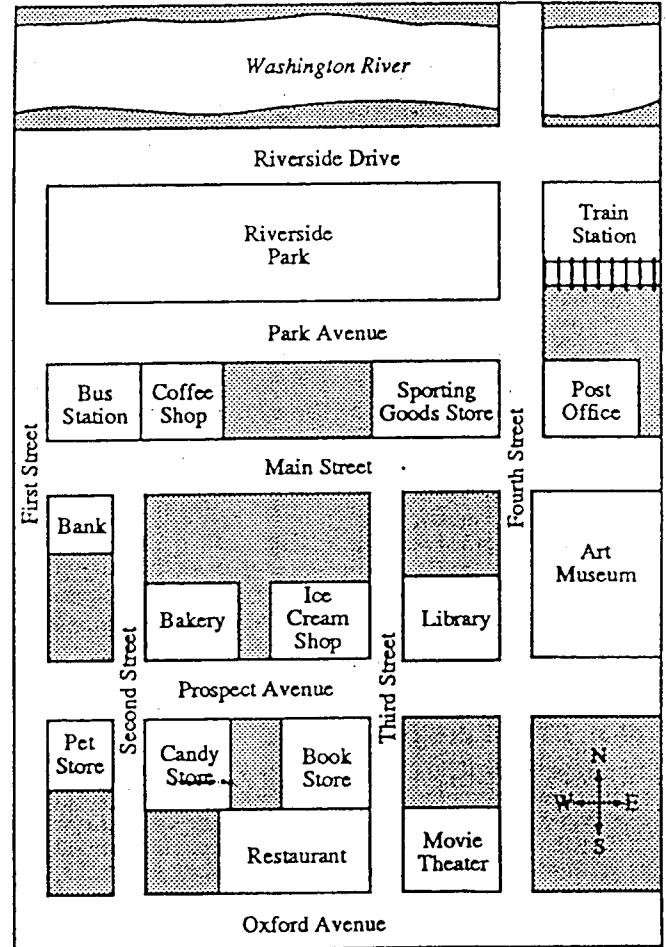 Washington River
Riverside Drive
Riverside
Park
Train
Station
Park Avenue
Bus
Station
Coffee
Shop
Sporting
Goods Store
Post
Office
First Street
Main Street
Fourth Street
Bank
Art
Museum
Bakery
Ice
Cream
Shop
Library
Second Street
Prospect Avenue
Third Street
Pet
Store
Candy
Store
Book
Store
N
W
E
S
Restaurant
Movie
Theater
Oxford Avenue